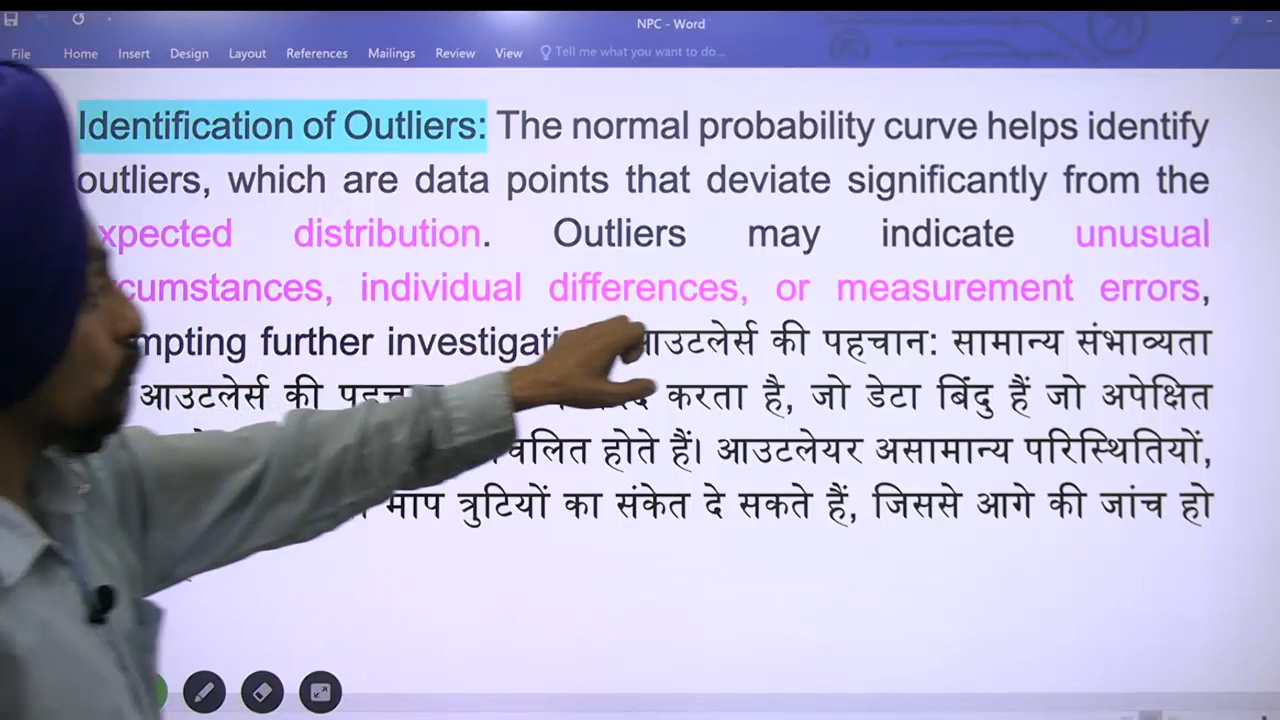 NPC - Word
File Home Insert Design Layout References Mailings Review View Tell me what you want to do...
Identification of Outliers: The normal probability curve helps identify
outliers, which are data points that deviate significantly from the
xpected distribution. Outliers may indicate unusual
cumstances, individual differences, or measurement errors,
mpting further investigati आउटलेर्स की पहचान: सामान्य संभाव्यता
आउटलेर्स की करता है, जो डेटा बिंदु हैं जो अपेक्षित
चलित होते हैं। आउटलेयर असामान्य परिस्थितियों,
माप त्रुटियों का संकेत दे सकते हैं, जिससे आगे की जांच हो